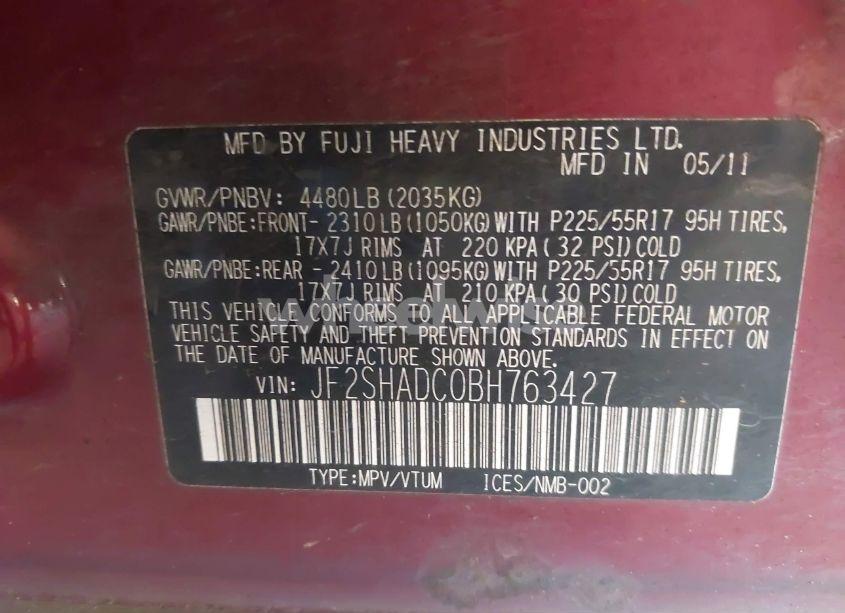 MFD BY FUJI HEAVY INDUSTRIES LTD.
MFD IN 05/11
GVWR/PNBV: 4480LB(2035KG)
GAWR/PNBE:FRONT- 2310LB(1050KG)WITH P225/55R17 95H TIRES,
17X7J RIMS AT 220 KPA(32 PSI)COLD
GAWR/PNBE:REAR - 2410LB(1095KG)WITH P225/55R17 95H TIRES,
17X7J RIMS AT 210 KPA(30 PSI)COLD
THIS VEHICLE CONFORMS TO ALL APPLICABLE FEDERAL MOTOR
VEHICLE SAFETY AND THEFT PREVENTION STANDARDS IN EFFECT ON
THE DATE OF MANUFACTURE SHOWN ABOVE.
VIN: JF2SHADC0BH763427
TYPE:MPV/VTUM ICES/NMB-002